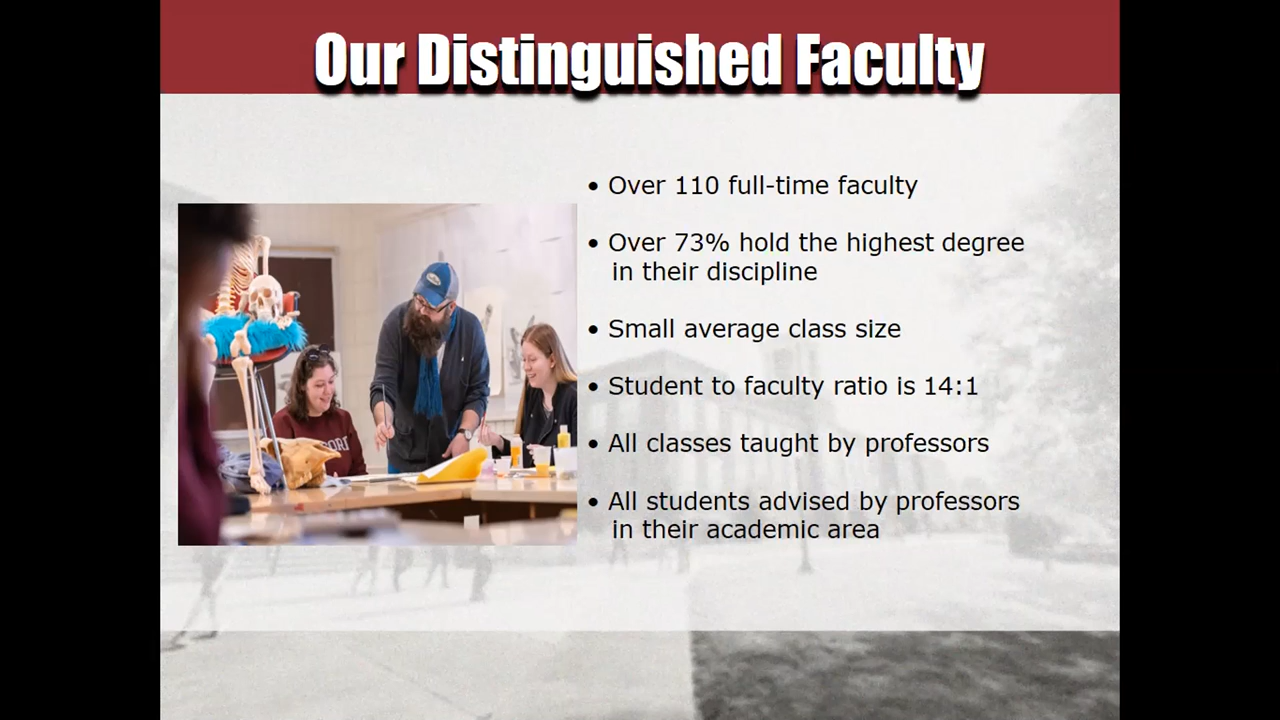 Our Distinguished Faculty
• Over 110 full-time faculty
• Over 73% hold the highest degree
in their discipline
• Small average class size
• Student to faculty ratio is 14:1
• All classes taught by professors
• All students advised by professors
in their academic area